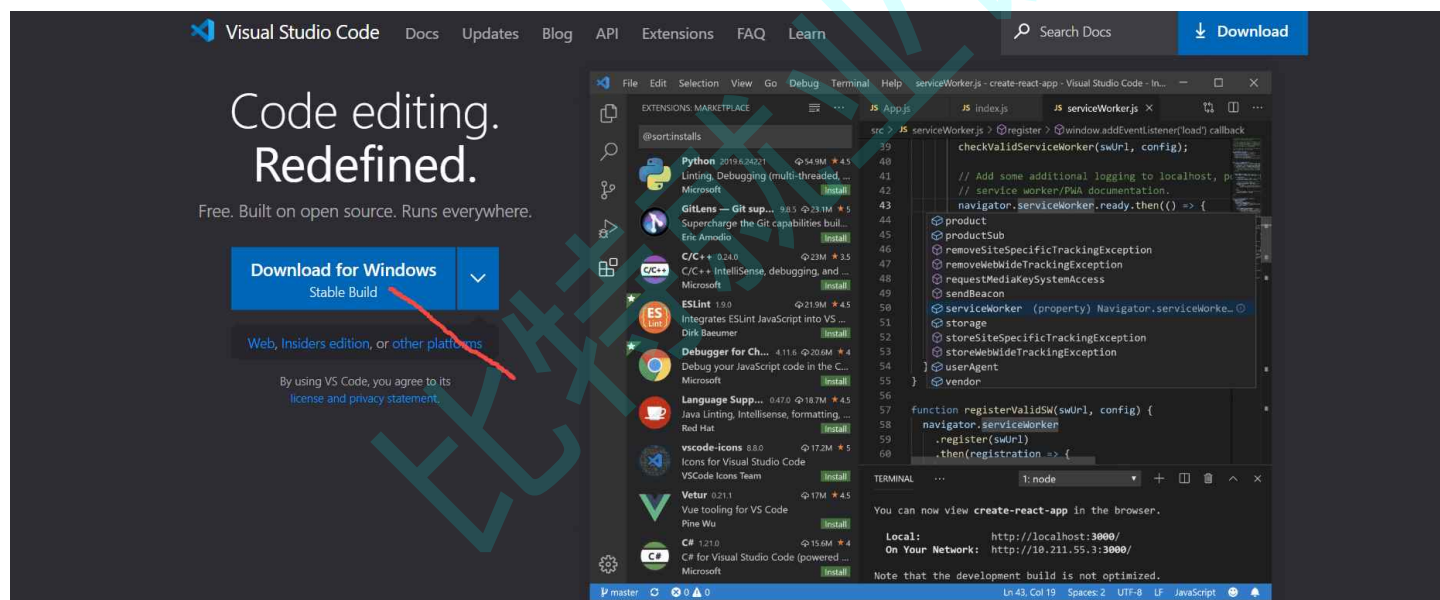 Visual Studio Code Docs Updates Blog API Extensions FAQ Learn Search Docs Download
Code editing.
Redefined.
Free. Built on open source. Runs everywhere.
Download for Windows
Stable Build
Web, Insiders edition, or other platforms
By using VS Code, you agree to its
license and privacy statement.
File Edit Selection View Go Debug Terminal Help serviceWorker.js - create-react-app - Visual Studio Code - In...
EXTENSIONS: MARKETPLACE
@sort:installs
Python 2019.6.24221 54.9M ★ 4.5
Linting, Debugging (multi-threaded, ...
Microsoft Install
GitLens — Git sup... 9.8.5 23.1M ★ 5
Supercharge the Git capabilities buil...
Eric Amodio Install
C/C++ 0.24.0 23M ★ 3.5
C/C++ IntelliSense, debugging, and ...
Microsoft Install
ESLint 1.9.0 21.9M ★ 4.5
Integrates ESLint JavaScript into VS ...
Dirk Baeumer Install
Debugger for Ch... 4.11.6 20.6M ★ 4
Debug your JavaScript code in the C...
Microsoft Install
Language Supp... 0.47.0 18.7M ★ 4.5
Java Linting, Intellisense, formatting, ...
Red Hat Install
vscode-icons 8.8.0 17.2M ★ 5
Icons for Visual Studio Code
VSCode Icons Team Install
Vetur 0.21.1 17M ★ 4.5
Vue tooling for VS Code
Pine Wu Install
C# 1.21.0 15.6M ★ 4
C# for Visual Studio Code (powered ...
Microsoft Install
C/C++
ES
Lint
C#
JS App.js JS index.js JS serviceWorker.js ×
src > JS serviceWorker.js > register > window.addEventListener('load') callback
39 checkValidServiceWorker(swUrl, config);
40
41 // Add some additional logging to localhost, p
42 // service worker/PWA documentation.
43 navigator.serviceWorker.ready.then(() => {
44 product
45 productSub
46 removeSiteSpecificTrackingException
47 removeWebWideTrackingException
48 requestMediaKeySystemAccess
49 sendBeacon
50 serviceWorker (property) Navigator.serviceWorke...
51 storage
52 storeSiteSpecificTrackingException
53 storeWebWideTrackingException
54 } userAgent
55 } vendor
56
57 function registerValidSW(swUrl, config) {
58 navigator.serviceWorker
59 .register(swUrl)
60 .then(registration => {
TERMINAL ··· 1: node
You can now view create-react-app in the browser.
Local: http://localhost:3000/
On Your Network: http://10.211.55.3:3000/
Note that the development build is not optimized.
master 0 0 Ln 43, Col 19 Spaces: 2 UTF-8 LF JavaScript
比特就业